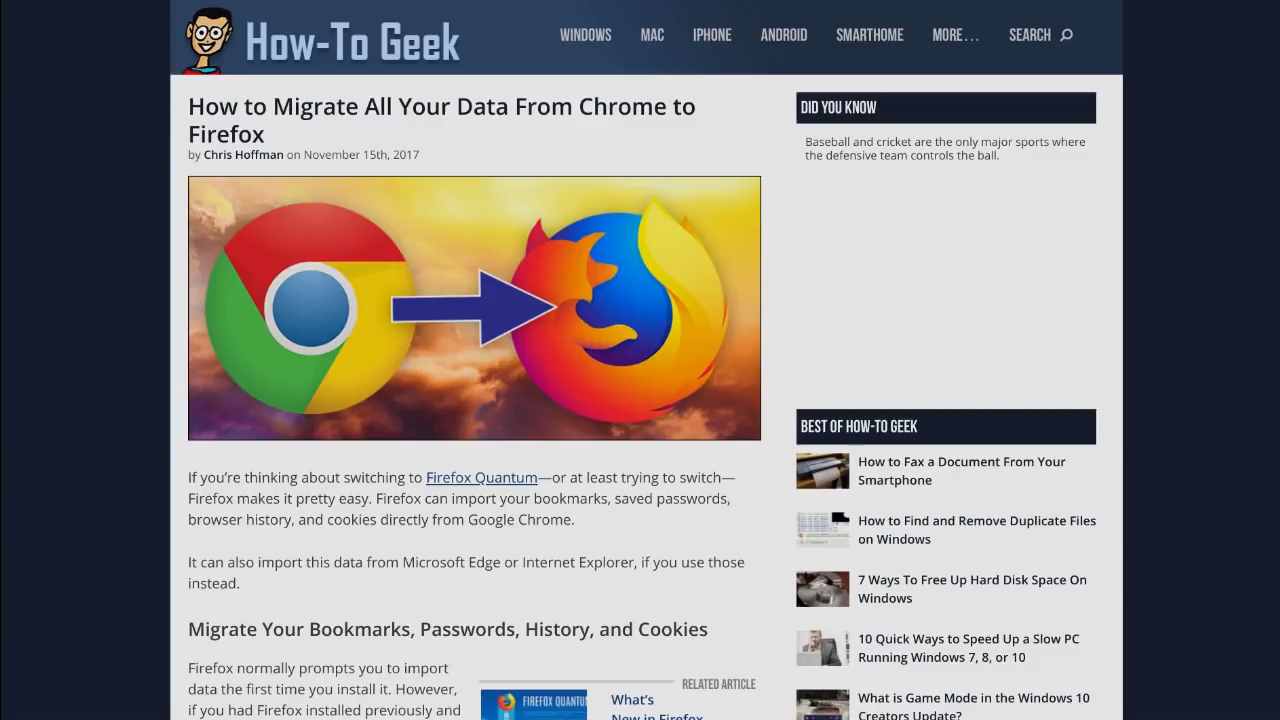 How-To Geek
WINDOWS
MAC
IPHONE
ANDROID
SMARTHOME
MORE...
SEARCH
How to Migrate All Your Data From Chrome to
Firefox
by Chris Hoffman on November 15th, 2017
If you're thinking about switching to Firefox Quantum—or at least trying to switch—
Firefox makes it pretty easy. Firefox can import your bookmarks, saved passwords,
browser history, and cookies directly from Google Chrome.
It can also import this data from Microsoft Edge or Internet Explorer, if you use those
instead.
Migrate Your Bookmarks, Passwords, History, and Cookies
Firefox normally prompts you to import
data the first time you install it. However,
if you had Firefox installed previously and
RELATED ARTICLE
FIREFOX QUANTUM
What's
New in Firefox
DID YOU KNOW
Baseball and cricket are the only major sports where
the defensive team controls the ball.
BEST OF HOW-TO GEEK
How to Fax a Document From Your
Smartphone
How to Find and Remove Duplicate Files
on Windows
7 Ways To Free Up Hard Disk Space On
Windows
10 Quick Ways to Speed Up a Slow PC
Running Windows 7, 8, or 10
What is Game Mode in the Windows 10
Creators Update?